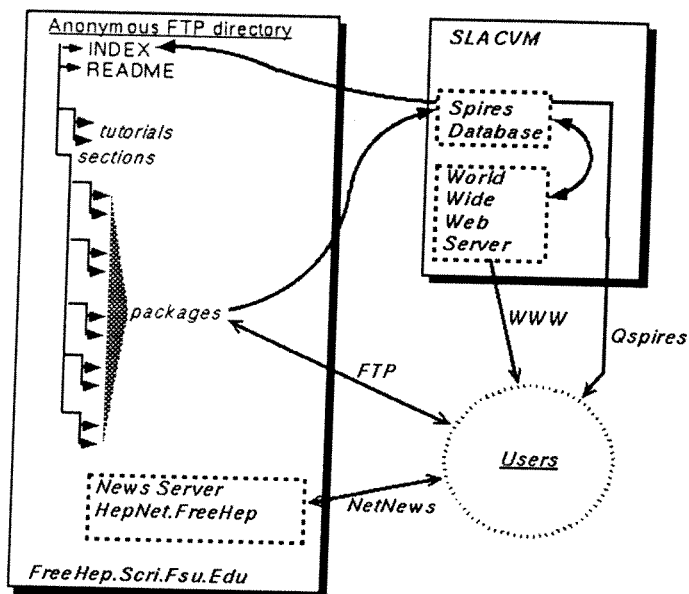 Anonymous FTP directory
INDEX
README
tutorials
sections
packages
News Server
HepNet.FreeHep
FreeHep.Scri.Fsu.Edu
SLACVM
Spires
Database
World
Wide
Web
Server
WWW
Qspires
FTP
Users
NetNews